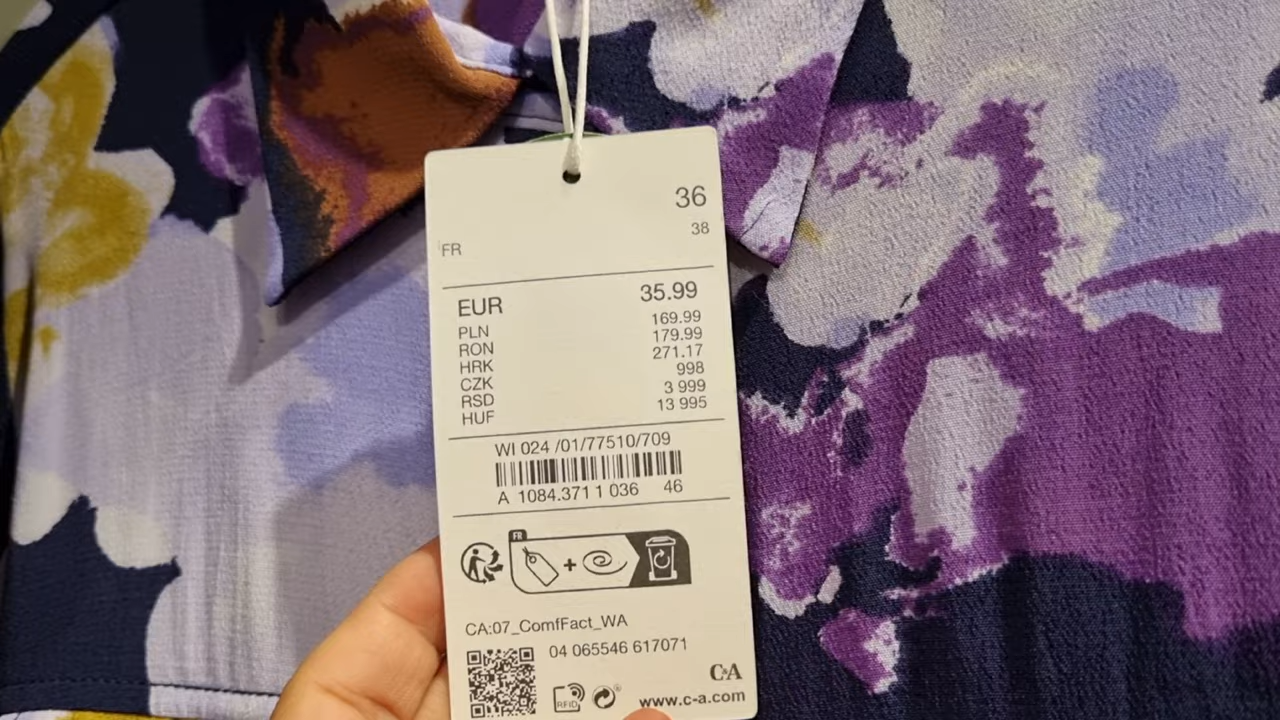 36
38
FR
EUR 35.99
PLN 169.99
RON 179.99
HRK 271.17
CZK 998
RSD 3 999
HUF 13 995
WI 024 /01/77510/709
A 1084.371 1 036 46
FR
+
CA:07_ComfFact_WA
04 065546 617071
C&A
RFID
www.c-a.com